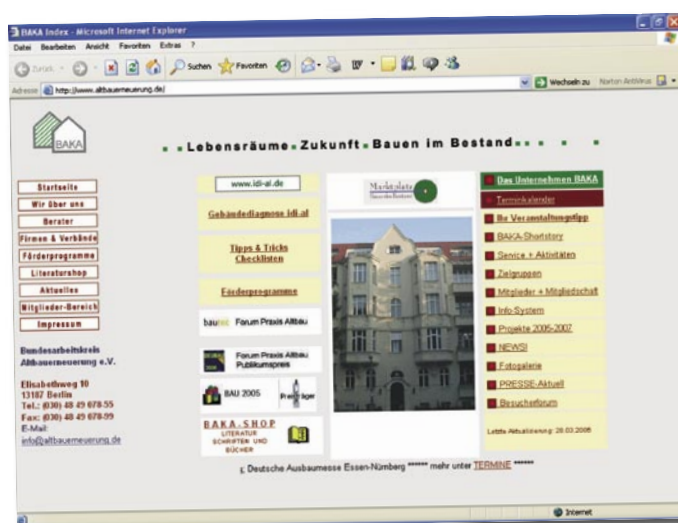 BAKA Index - Microsoft Internet Explorer
Datei Bearbeiten Ansicht Favoriten Extras ?
Zurück Suchen Favoriten
Adresse http://www.altbauerneuerung.de/ Wechseln zu Norton AntiVirus
BAKA
Lebensräume Zukunft Bauen im Bestand
Startseite
Wir über uns
Berater
Firmen & Verbände
Förderprogramme
Literaturshop
Aktuelles
Mitglieder-Bereich
Impressum
Bundesarbeitskreis
Altbauerneuerung e.V.
Elisabethweg 10
13187 Berlin
Tel.: (030) 48 49 078-55
Fax: (030) 48 49 078-99
E-Mail:
info@altbauerneuerung.de
www.idi-al.de
Gebäudediagnose idi.al
Tipps & Tricks
Checklisten
Förderprogramme
Forum Praxis Altbau
Forum Praxis Altbau
Publikumspreis
BAU 2005 Preisträger
BAKA-SHOP
LITERATUR
SCHRIFTEN UND
BÜCHER
Marktplatz
Das Unternehmen BAKA
Terminkalender
Ihr Veranstaltungstipp
BAKA-Shortstory
Service + Aktivitäten
Zielgruppen
Mitglieder + Mitgliedschaft
Info-System
Projekte 2005-2007
NEWS!
Fotogalerie
PRESSE-Aktuell
Besucherforum
Letzte Aktualisierung: 28.03.2006
g Deutsche Ausbaumesse Essen-Nürnberg ****** mehr unter TERMINE ******
Internet